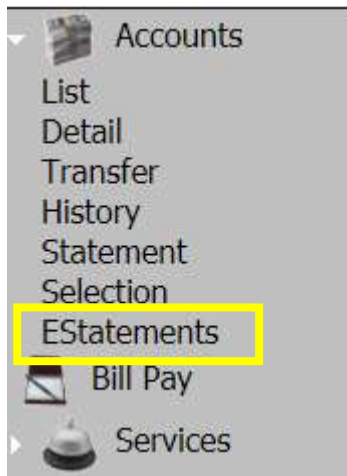 Accounts
List
Detail
Transfer
History
Statement
Selection
EStatements
Bill Pay
Services